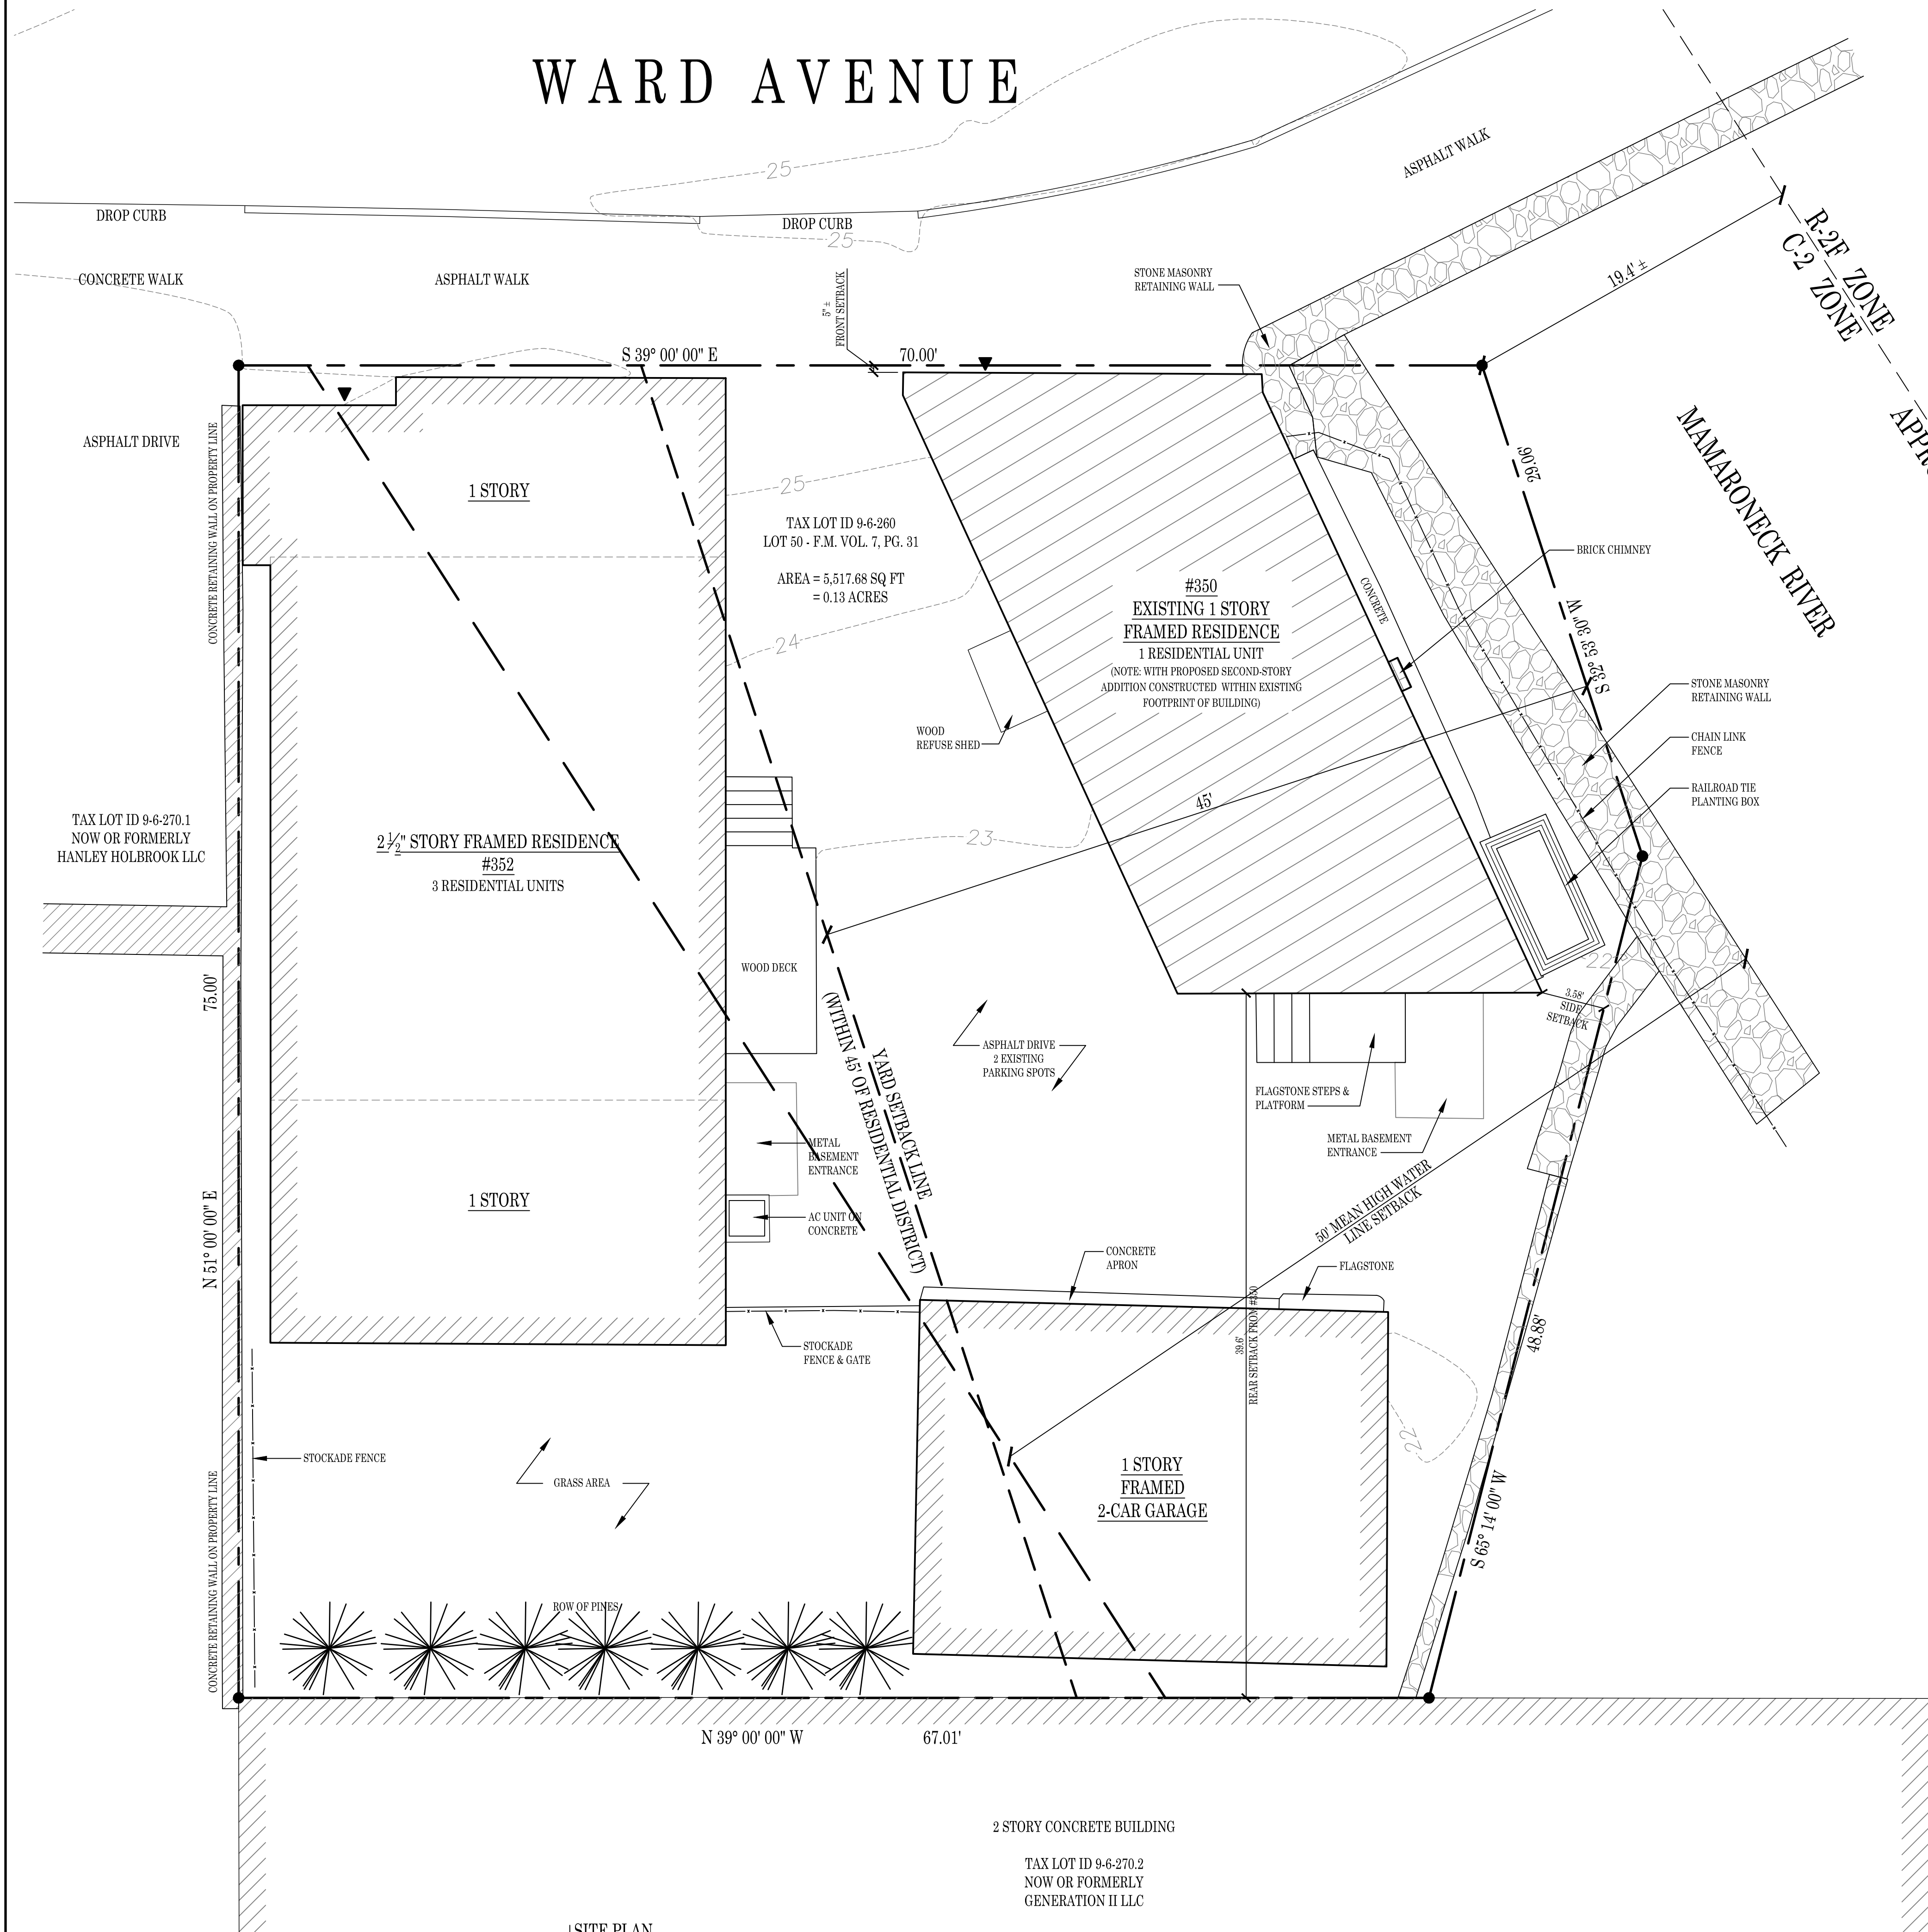 WARD AVENUE
25
DROP CURB
DROP CURB
25
CONCRETE WALK
ASPHALT WALK
ASPHALT WALK
5" ±
FRONT SETBACK
STONE MASONRY
RETAINING WALL
19.4' ±
R-2F ZONE
C-2 ZONE
S 39° 00' 00" E
70.00'
ASPHALT DRIVE
CONCRETE RETAINING WALL ON PROPERTY LINE
1 STORY
25
TAX LOT ID 9-6-260
LOT 50 - F.M. VOL. 7, PG. 31
AREA = 5,517.68 SQ FT
= 0.13 ACRES
24
29.06'
S 32° 53' 30" W
MAMARONECK RIVER
BRICK CHIMNEY
CONCRETE
#350
EXISTING 1 STORY
FRAMED RESIDENCE
1 RESIDENTIAL UNIT
(NOTE: WITH PROPOSED SECOND-STORY
ADDITION CONSTRUCTED WITHIN EXISTING
FOOTPRINT OF BUILDING)
WOOD
REFUSE SHED
STONE MASONRY
RETAINING WALL
CHAIN LINK
FENCE
RAILROAD TIE
PLANTING BOX
45'
23
TAX LOT ID 9-6-270.1
NOW OR FORMERLY
HANLEY HOLBROOK LLC
2 1/2" STORY FRAMED RESIDENCE
#352
3 RESIDENTIAL UNITS
WOOD DECK
75.00'
N 51° 00' 00" E
22
3.58'
SIDE
SETBACK
YARD SETBACK LINE
(WITHIN 45' OF RESIDENTIAL DISTRICT)
ASPHALT DRIVE
2 EXISTING
PARKING SPOTS
FLAGSTONE STEPS &
PLATFORM
METAL BASEMENT
ENTRANCE
METAL
BASEMENT
ENTRANCE
50' MEAN HIGH WATER
LINE SETBACK
1 STORY
AC UNIT ON
CONCRETE
CONCRETE
APRON
FLAGSTONE
39.6'
REAR SETBACK FROM #350
STOCKADE
FENCE & GATE
48.88'
S 65° 14' 00" W
22
STOCKADE FENCE
GRASS AREA
1 STORY
FRAMED
2-CAR GARAGE
CONCRETE RETAINING WALL ON PROPERTY LINE
ROW OF PINES
N 39° 00' 00" W
67.01'
2 STORY CONCRETE BUILDING
TAX LOT ID 9-6-270.2
NOW OR FORMERLY
GENERATION II LLC
SITE PLAN